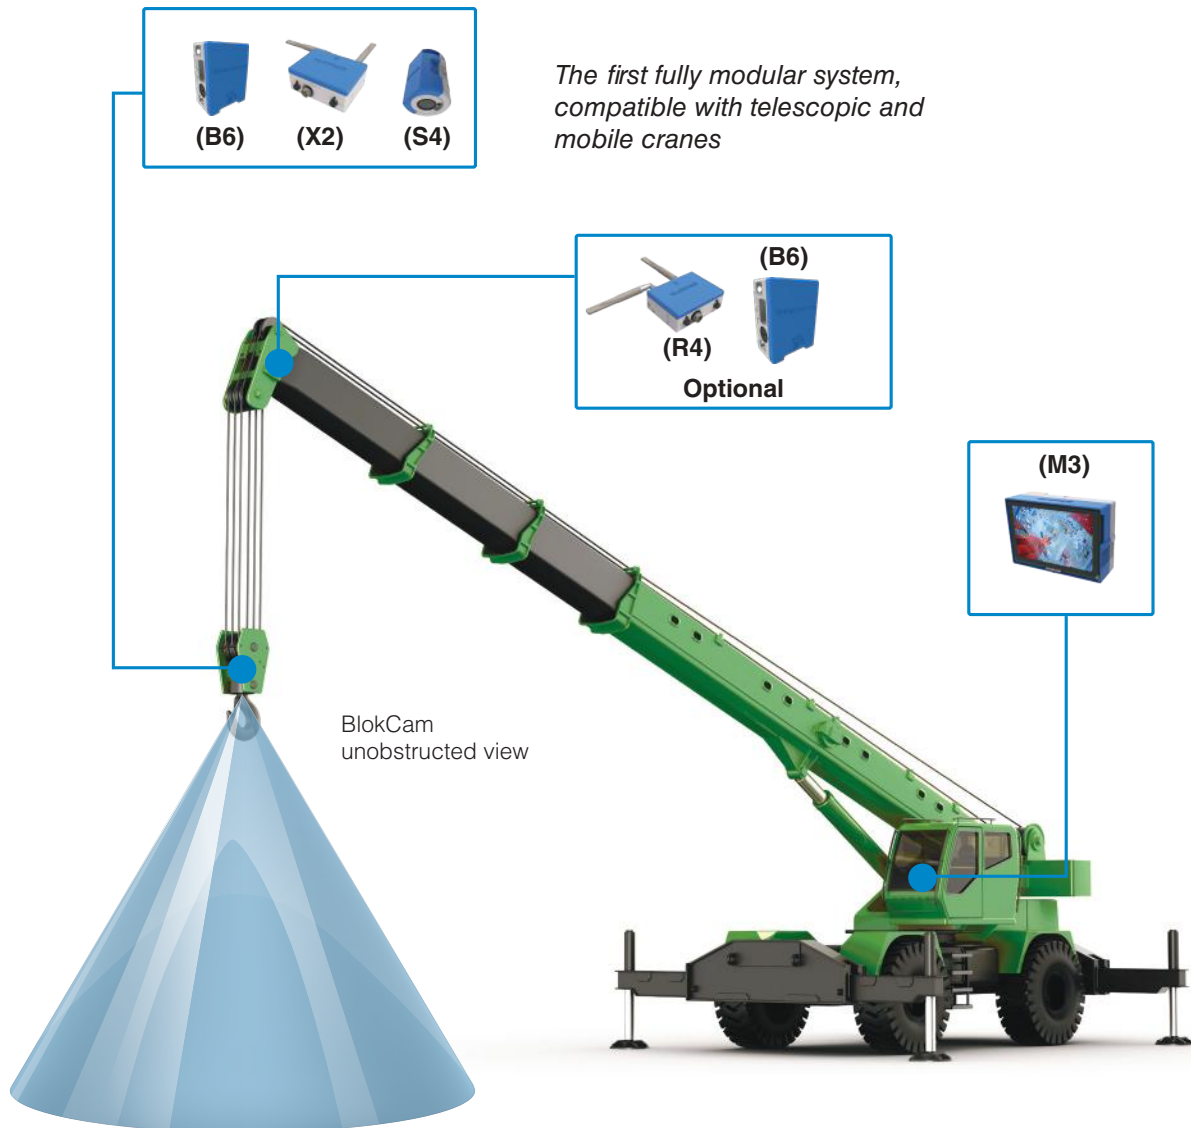 (B6)
(X2)
(S4)
The first fully modular system,
compatible with telescopic and
mobile cranes
(B6)
(R4)
Optional
(M3)
BlokCam
unobstructed view